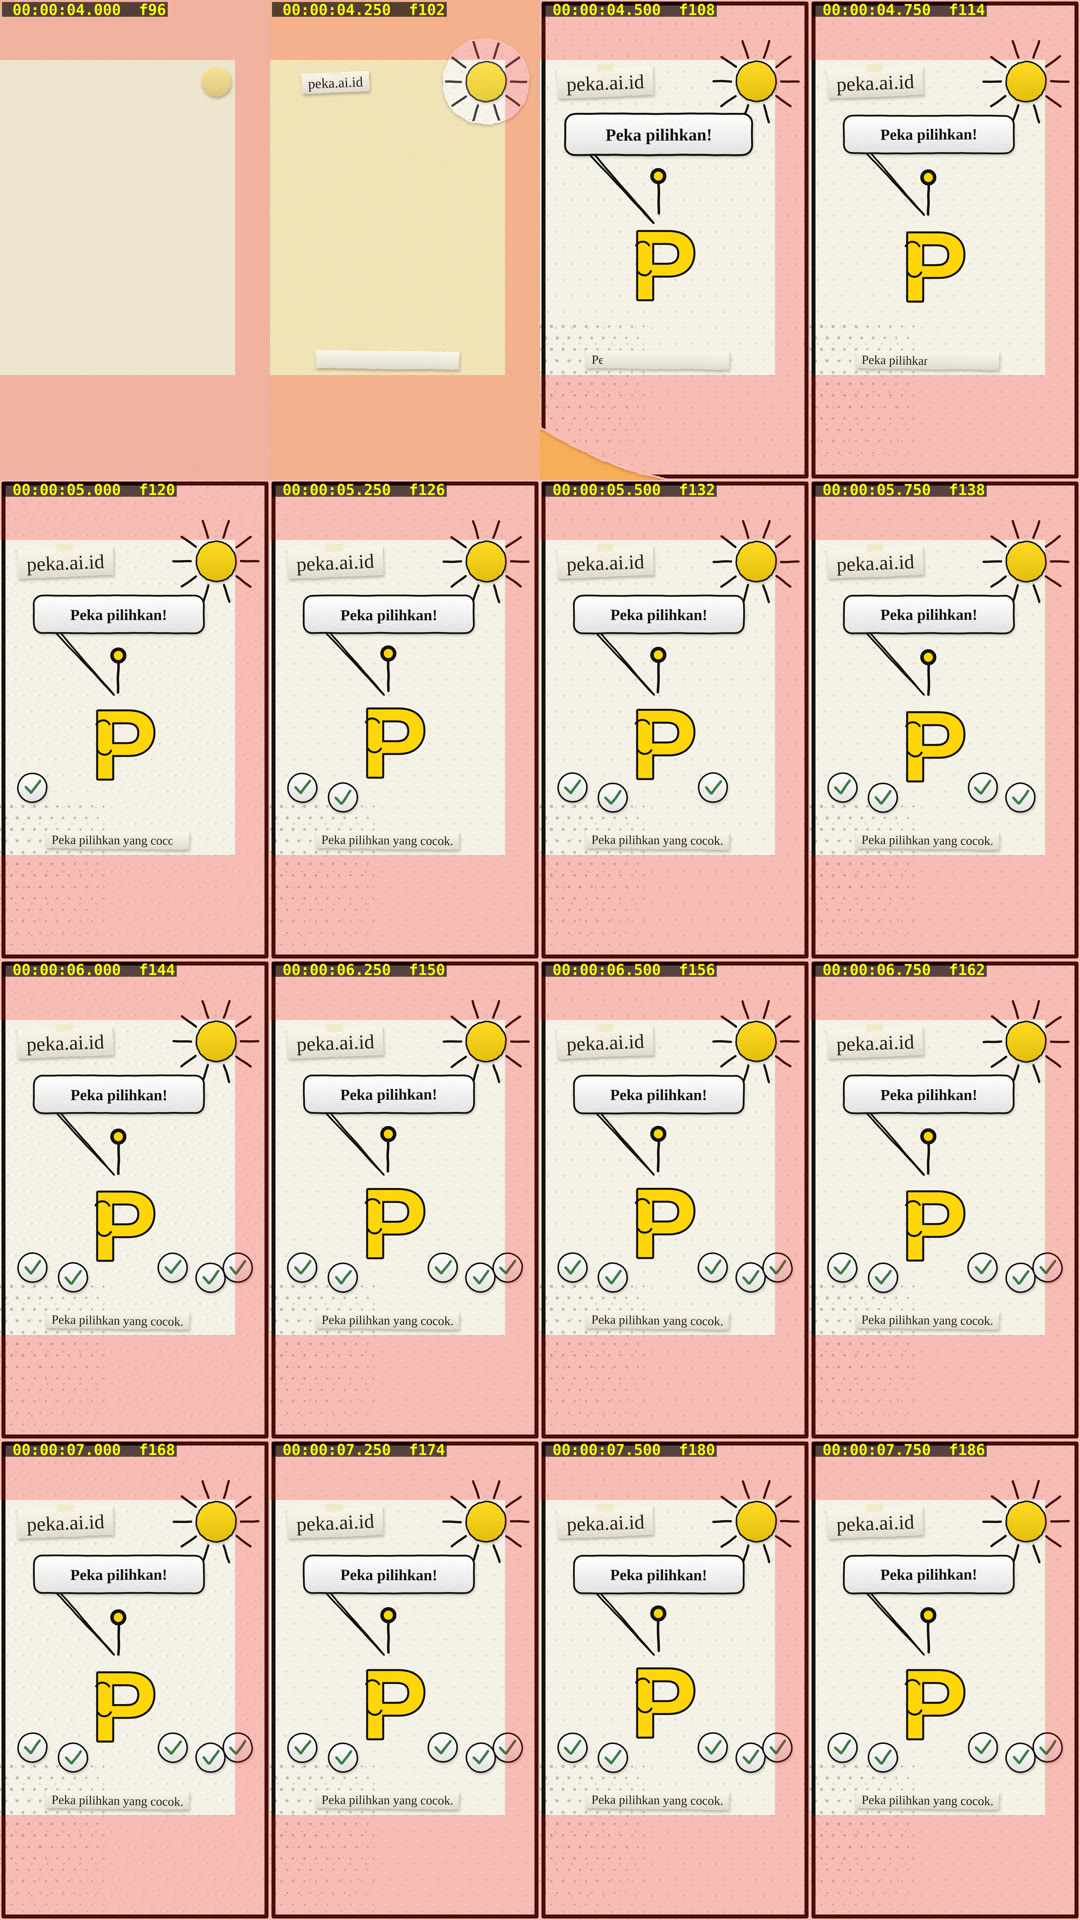 00:00:04.000 f96
00:00:04.250 f102
peka.ai.id
00:00:04.500 f108
peka.ai.id
Peka pilihkan!
P
Pe
00:00:04.750 f114
peka.ai.id
Peka pilihkan!
P
Peka pilihkar
00:00:05.000 f120
peka.ai.id
Peka pilihkan!
P
Peka pilihkan yang cocc
00:00:05.250 f126
peka.ai.id
Peka pilihkan!
P
Peka pilihkan yang cocok.
00:00:05.500 f132
peka.ai.id
Peka pilihkan!
P
Peka pilihkan yang cocok.
00:00:05.750 f138
peka.ai.id
Peka pilihkan!
P
Peka pilihkan yang cocok.
00:00:06.000 f144
peka.ai.id
Peka pilihkan!
P
Peka pilihkan yang cocok.
00:00:06.250 f150
peka.ai.id
Peka pilihkan!
P
Peka pilihkan yang cocok.
00:00:06.500 f156
peka.ai.id
Peka pilihkan!
P
Peka pilihkan yang cocok.
00:00:06.750 f162
peka.ai.id
Peka pilihkan!
P
Peka pilihkan yang cocok.
00:00:07.000 f168
peka.ai.id
Peka pilihkan!
P
Peka pilihkan yang cocok.
00:00:07.250 f174
peka.ai.id
Peka pilihkan!
P
Peka pilihkan yang cocok.
00:00:07.500 f180
peka.ai.id
Peka pilihkan!
P
Peka pilihkan yang cocok.
00:00:07.750 f186
peka.ai.id
Peka pilihkan!
P
Peka pilihkan yang cocok.